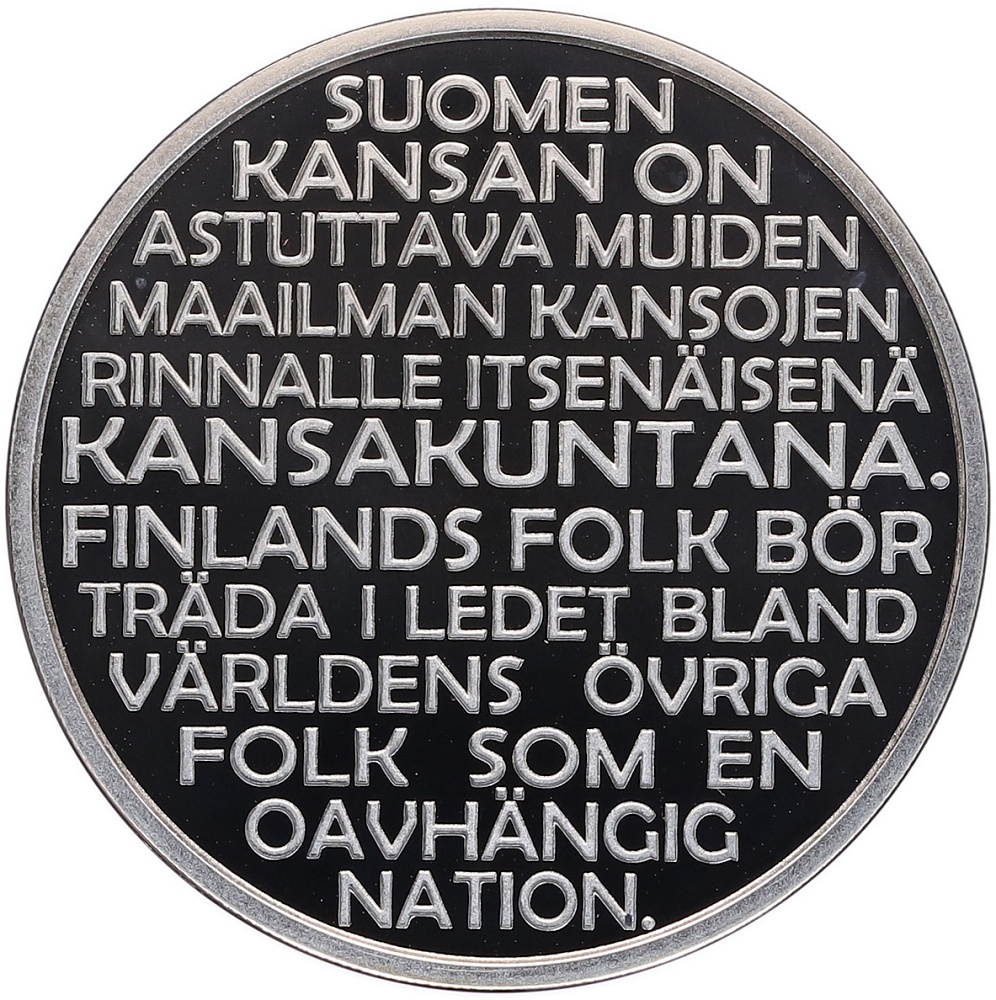 SUOMEN
KANSAN ON
ASTUTTAVA MUIDEN
MAAILMAN KANSOJEN
RINNALLE ITSENÄISENÄ
KANSAKUNTANA.
FINLANDS FOLK BÖR
TRÄDA I LEDET BLAND
VÄRLDENS ÖVRIGA
FOLK SOM EN
OAVHÄNGIG
NATION.